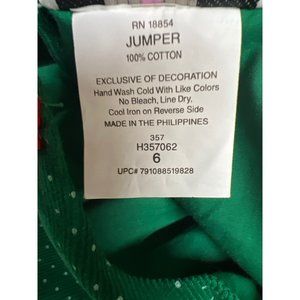 RN 18854
JUMPER
100% COTTON
EXCLUSIVE OF DECORATION
Hand Wash Cold With Like Colors
No Bleach, Line Dry,
Cool Iron on Reverse Side
MADE IN THE PHILIPPINES
357
H357062
6
UPC# 791088519828